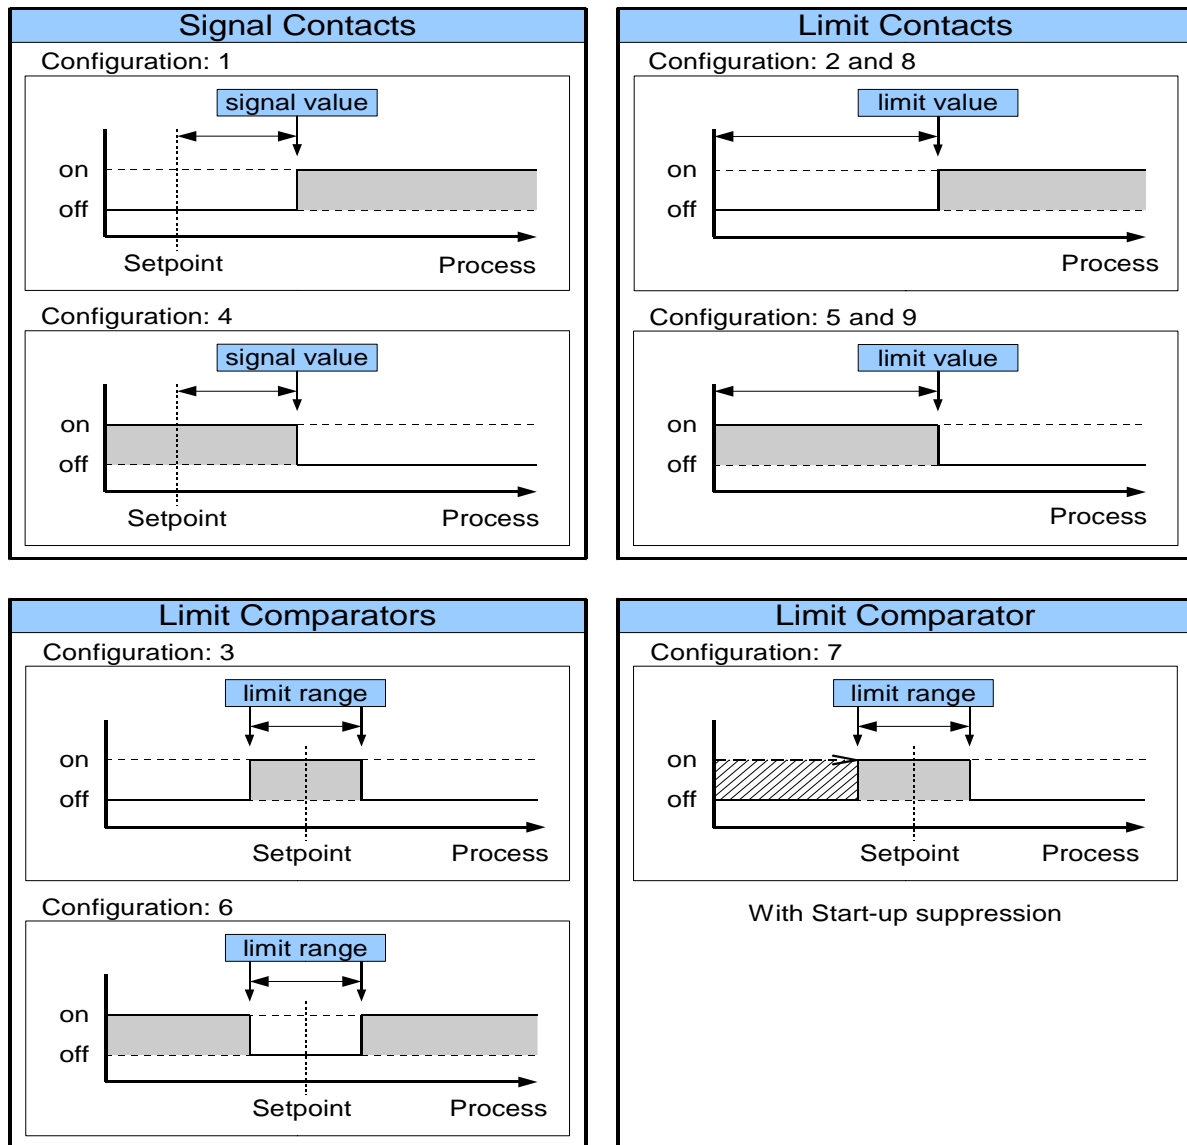 Signal Contacts
Configuration: 1
signal value
on
off
Setpoint Process
Configuration: 4
signal value
on
off
Setpoint Process
Limit Contacts
Configuration: 2 and 8
limit value
on
off
Process
Configuration: 5 and 9
limit value
on
off
Process
Limit Comparators
Configuration: 3
limit range
on
off
Setpoint Process
Configuration: 6
limit range
on
off
Setpoint Process
Limit Comparator
Configuration: 7
limit range
on
off
Setpoint Process
With Start-up suppression